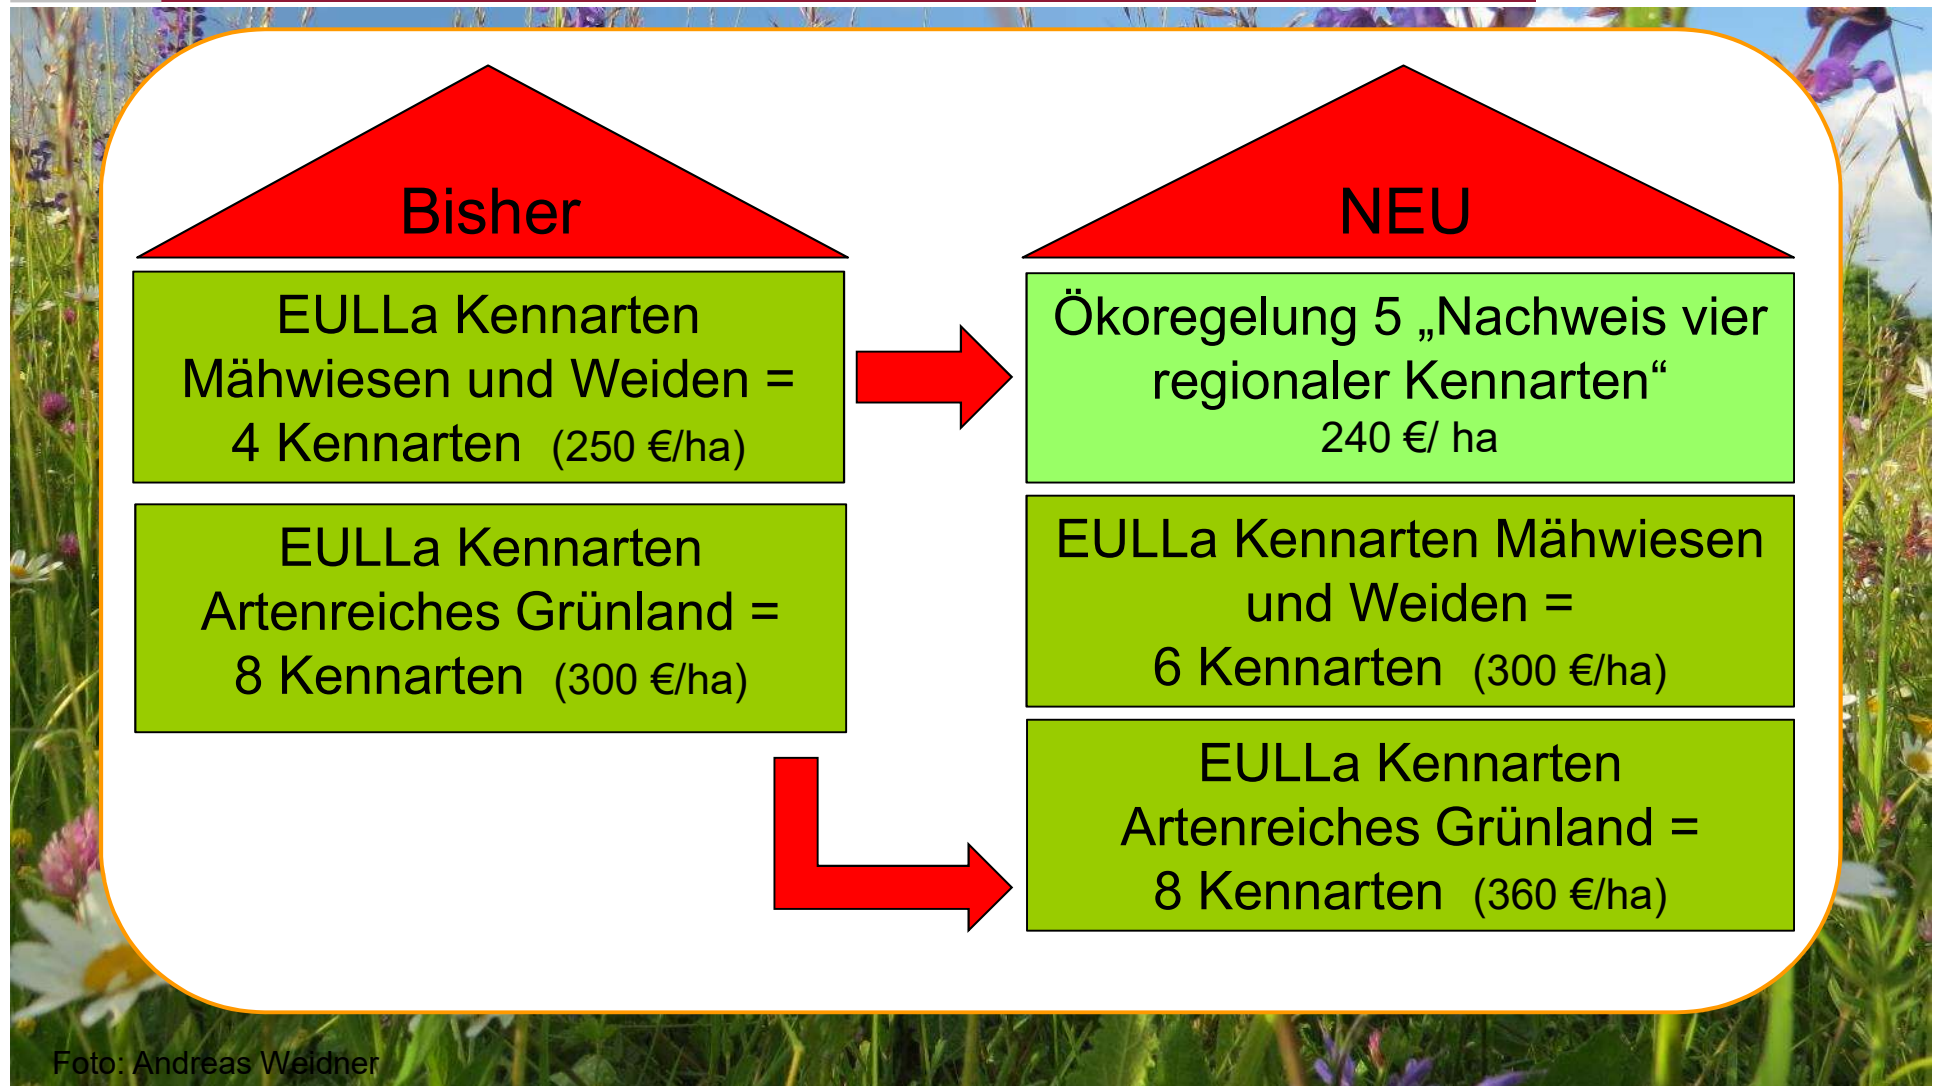 Bisher
EULLa Kennarten
Mähwiesen und Weiden =
4 Kennarten (250 €/ha)
EULLa Kennarten
Artenreiches Grünland =
8 Kennarten (300 €/ha)
NEU
Ökoregelung 5 „Nachweis vier
regionaler Kennarten“
240 €/ ha
EULLa Kennarten Mähwiesen
und Weiden =
6 Kennarten (300 €/ha)
EULLa Kennarten
Artenreiches Grünland =
8 Kennarten (360 €/ha)
Foto: Andreas Weidner